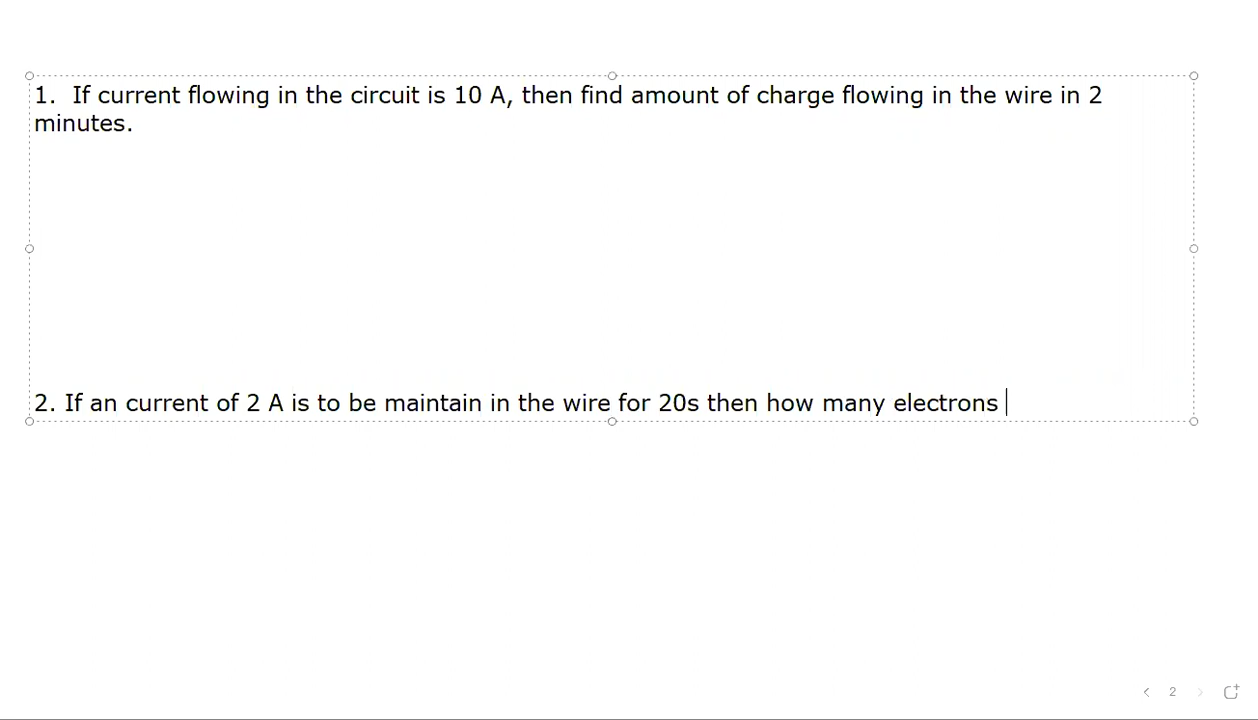 1.  If current flowing in the circuit is 10 A, then find amount of charge flowing in the wire in 2
minutes.
2. If an current of 2 A is to be maintain in the wire for 20s then how many electrons
2